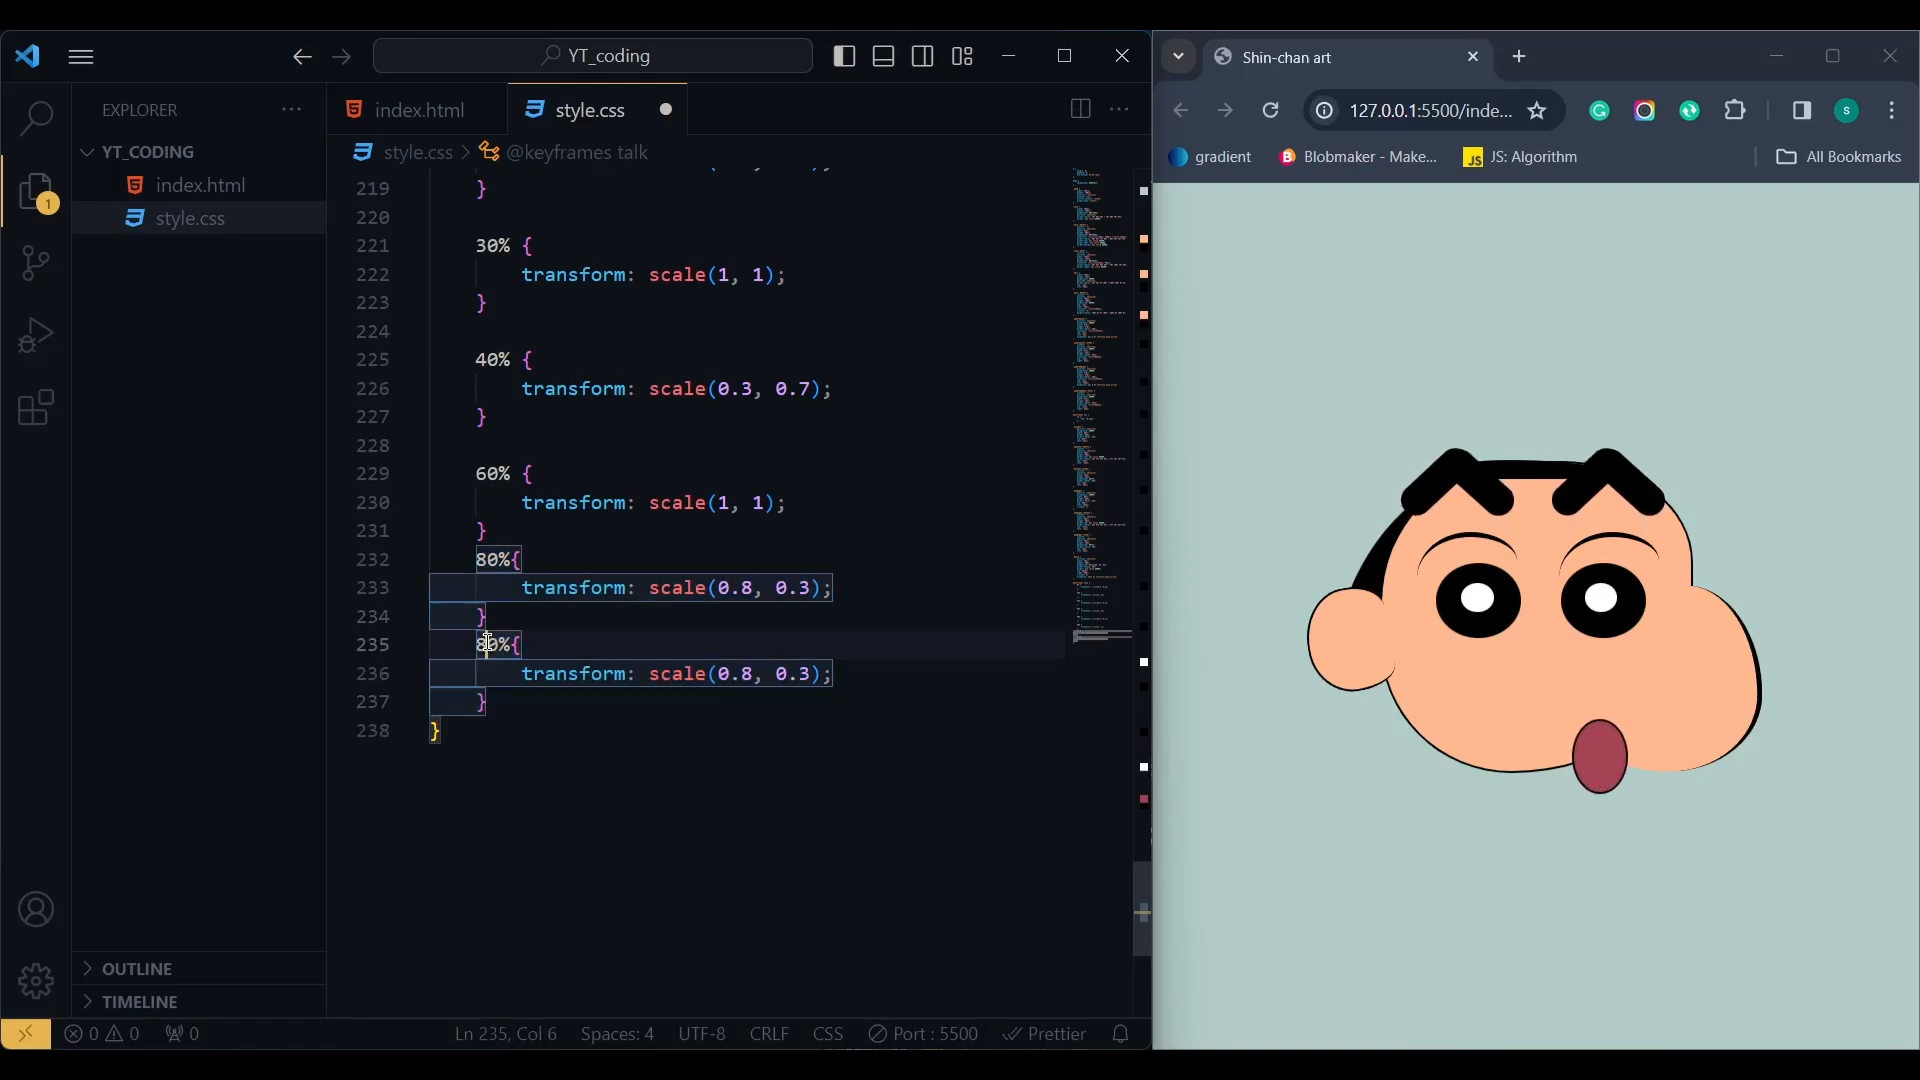 YT_coding
EXPLORER
YT_CODING
index.html
style.css
OUTLINE
TIMELINE
1
index.html
style.css
style.css > @keyframes talk
219 }
220
221 30% {
222 transform: scale(1, 1);
223 }
224
225 40% {
226 transform: scale(0.3, 0.7);
227 }
228
229 60% {
230 transform: scale(1, 1);
231 }
232 80%{
233 transform: scale(0.8, 0.3);
234 }
235 80%{
236 transform: scale(0.8, 0.3);
237 }
238 }
0 0 0
Ln 235, Col 6 Spaces: 4 UTF-8 CRLF CSS Port : 5500 Prettier
Shin-chan art
127.0.0.1:5500/inde...
S
gradient B Blobmaker - Make... JS JS: Algorithm All Bookmarks